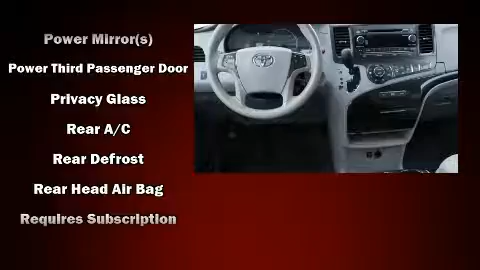 Power Mirror(s)
Power Third Passenger Door
Privacy Glass
Rear A/C
Rear Defrost
Rear Head Air Bag
Requires Subscription